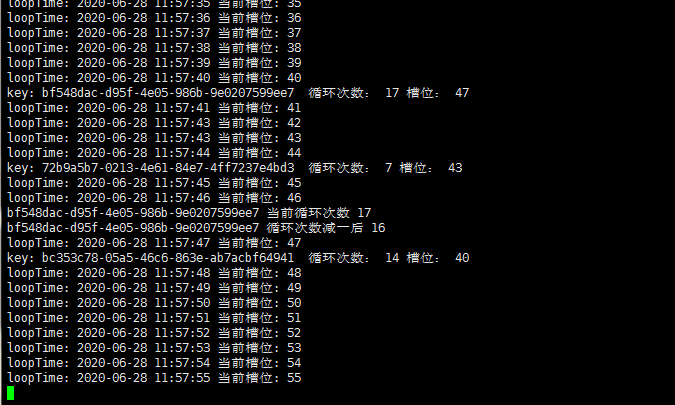 loopTime: 2020-06-28 11:57:35 当前槽位: 35
loopTime: 2020-06-28 11:57:36 当前槽位: 36
loopTime: 2020-06-28 11:57:37 当前槽位: 37
loopTime: 2020-06-28 11:57:38 当前槽位: 38
loopTime: 2020-06-28 11:57:39 当前槽位: 39
loopTime: 2020-06-28 11:57:40 当前槽位: 40
key: bf548dac-d95f-4e05-986b-9e0207599ee7  循环次数： 17 槽位： 47
loopTime: 2020-06-28 11:57:41 当前槽位: 41
loopTime: 2020-06-28 11:57:43 当前槽位: 42
loopTime: 2020-06-28 11:57:43 当前槽位: 43
loopTime: 2020-06-28 11:57:44 当前槽位: 44
key: 72b9a5b7-0213-4e61-84e7-4ff7237e4bd3  循环次数： 7 槽位： 43
loopTime: 2020-06-28 11:57:45 当前槽位: 45
loopTime: 2020-06-28 11:57:46 当前槽位: 46
bf548dac-d95f-4e05-986b-9e0207599ee7 当前循环次数 17
bf548dac-d95f-4e05-986b-9e0207599ee7 循环次数减一后 16
loopTime: 2020-06-28 11:57:47 当前槽位: 47
key: bc353c78-05a5-46c6-863e-ab7acbf64941  循环次数： 14 槽位： 40
loopTime: 2020-06-28 11:57:48 当前槽位: 48
loopTime: 2020-06-28 11:57:49 当前槽位: 49
loopTime: 2020-06-28 11:57:50 当前槽位: 50
loopTime: 2020-06-28 11:57:51 当前槽位: 51
loopTime: 2020-06-28 11:57:52 当前槽位: 52
loopTime: 2020-06-28 11:57:53 当前槽位: 53
loopTime: 2020-06-28 11:57:54 当前槽位: 54
loopTime: 2020-06-28 11:57:55 当前槽位: 55